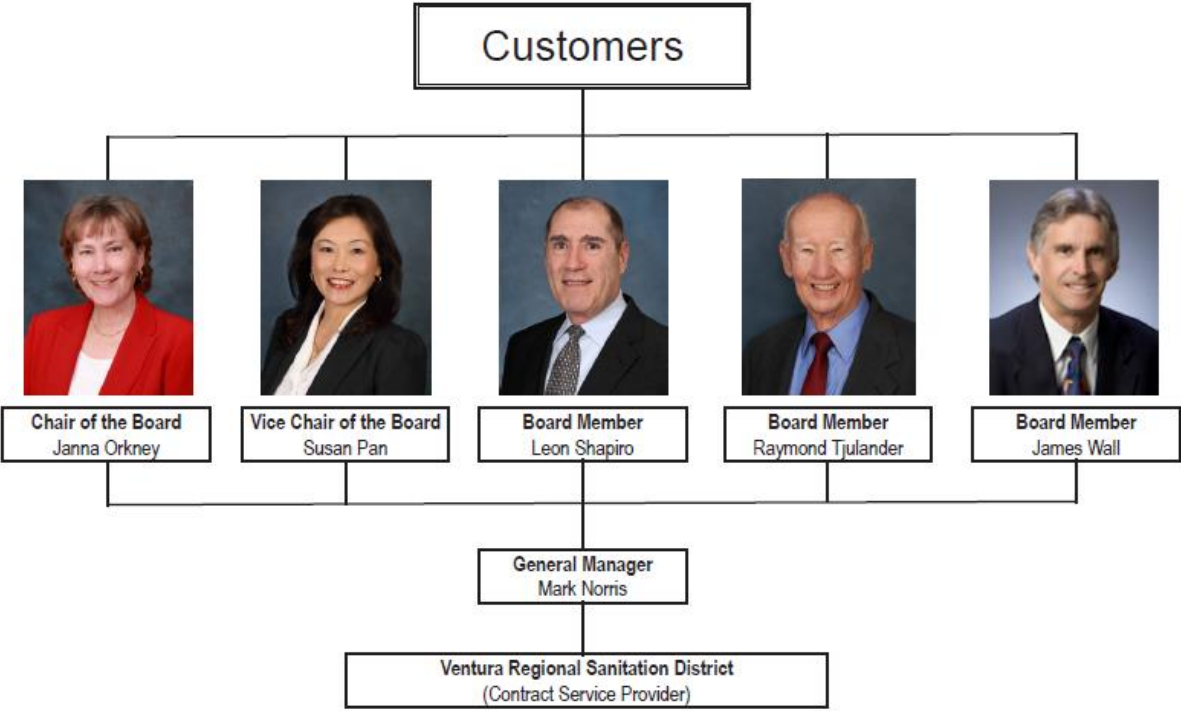 Customers
Chair of the Board
Janna Orkney
Vice Chair of the Board
Susan Pan
Board Member
Leon Shapiro
Board Member
Raymond Tjulander
Board Member
James Wall
General Manager
Mark Norris
Ventura Regional Sanitation District
(Contract Service Provider)